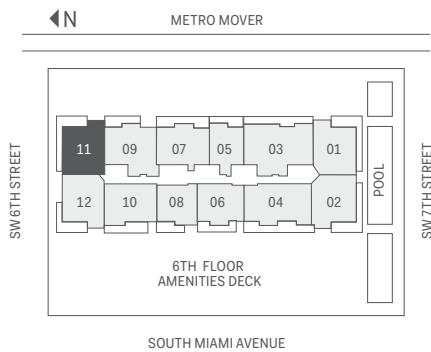 N
METRO MOVER
SW 6TH STREET
11
09
07
05
03
01
12
10
08
06
04
02
POOL
SW 7TH STREET
6TH FLOOR
AMENITIES DECK
SOUTH MIAMI AVENUE